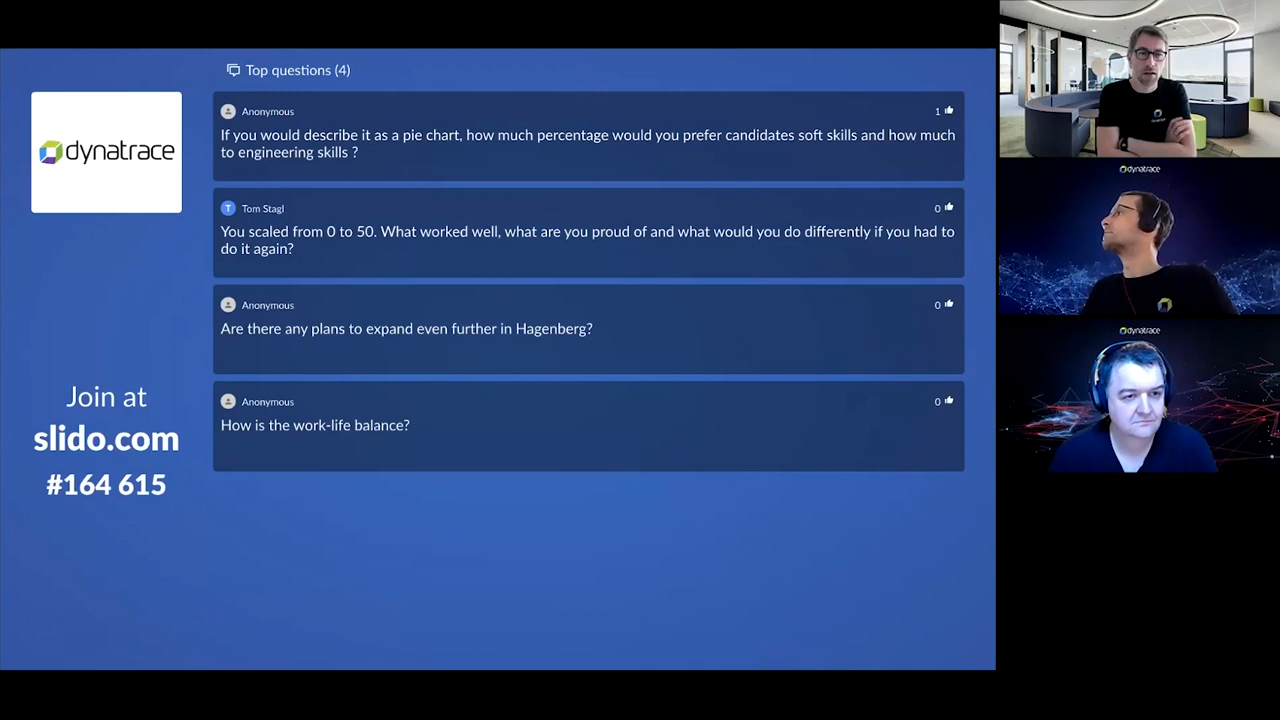 Top questions (4)
dynatrace
Anonymous
1
If you would describe it as a pie chart, how much percentage would you prefer candidates soft skills and how much
to engineering skills ?
T
Tom Stagl
0
You scaled from 0 to 50. What worked well, what are you proud of and what would you do differently if you had to
do it again?
Anonymous
0
Are there any plans to expand even further in Hagenberg?
Anonymous
0
How is the work-life balance?
Join at
slido.com
#164 615
dynatrace
dynatrace